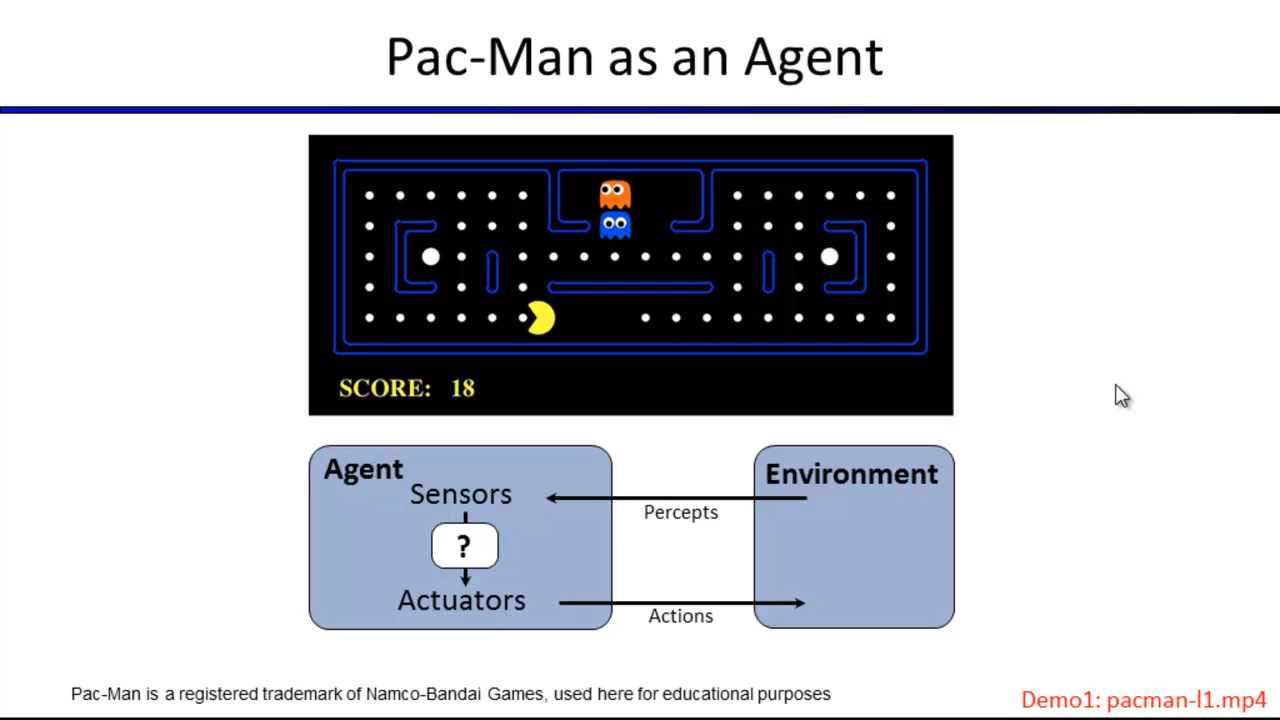 Pac-Man as an Agent
SCORE: 18
Agent
Sensors
?
Actuators
Percepts
Actions
Environment
Pac-Man is a registered trademark of Namco-Bandai Games, used here for educational purposes
Demo1: pacman-l1.mp4